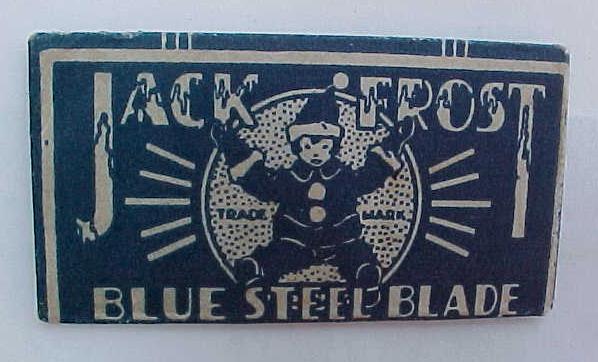 JACK FROST
TRADE MARK
BLUE STEEL BLADE